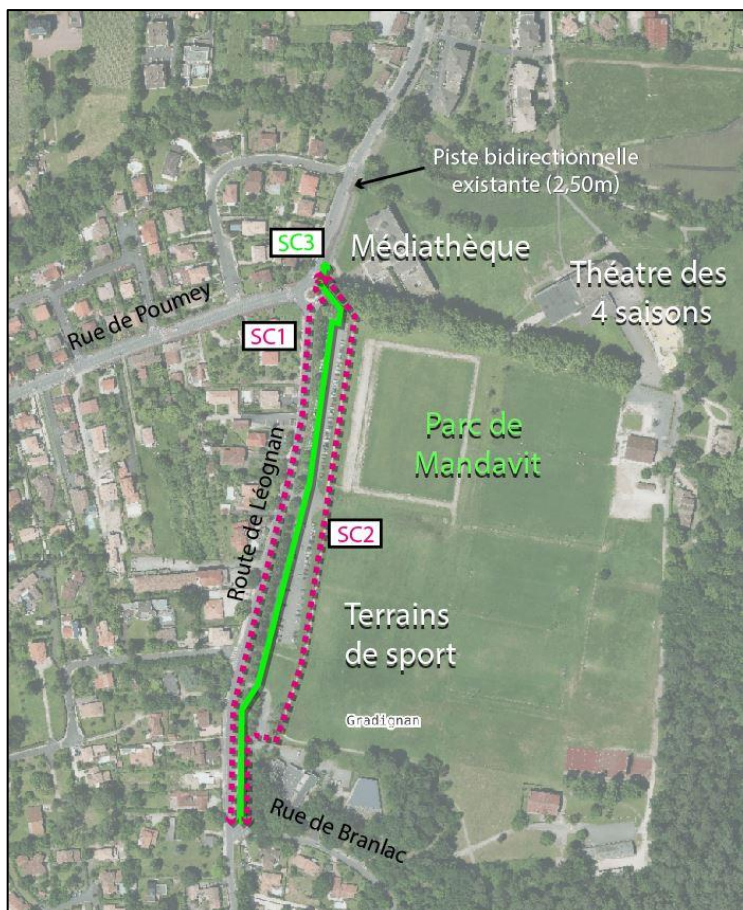 Piste bidirectionnelle
existante (2,50m)
SC3
Médiathèque
Théatre des
4 saisons
Rue de Poumey
SC1
Parc de
Mandavit
Route de Léognan
SC2
Terrains
de sport
Gradignan
Rue de Branlac